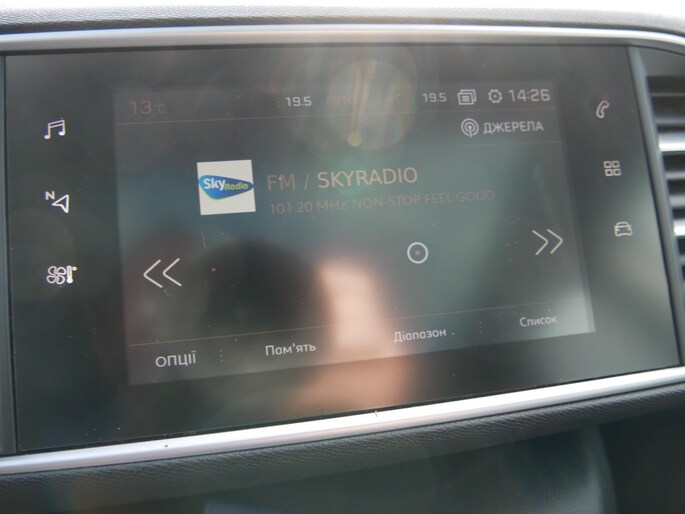 13°C 19.5 AUTO 19.5 14:26
ДЖЕРЕЛА
N
Sky Radio
FM / SKYRADIO
101.20 MHz NON-STOP FEEL GOOD
ОПЦІЇ Пам'ять Діапазон Список